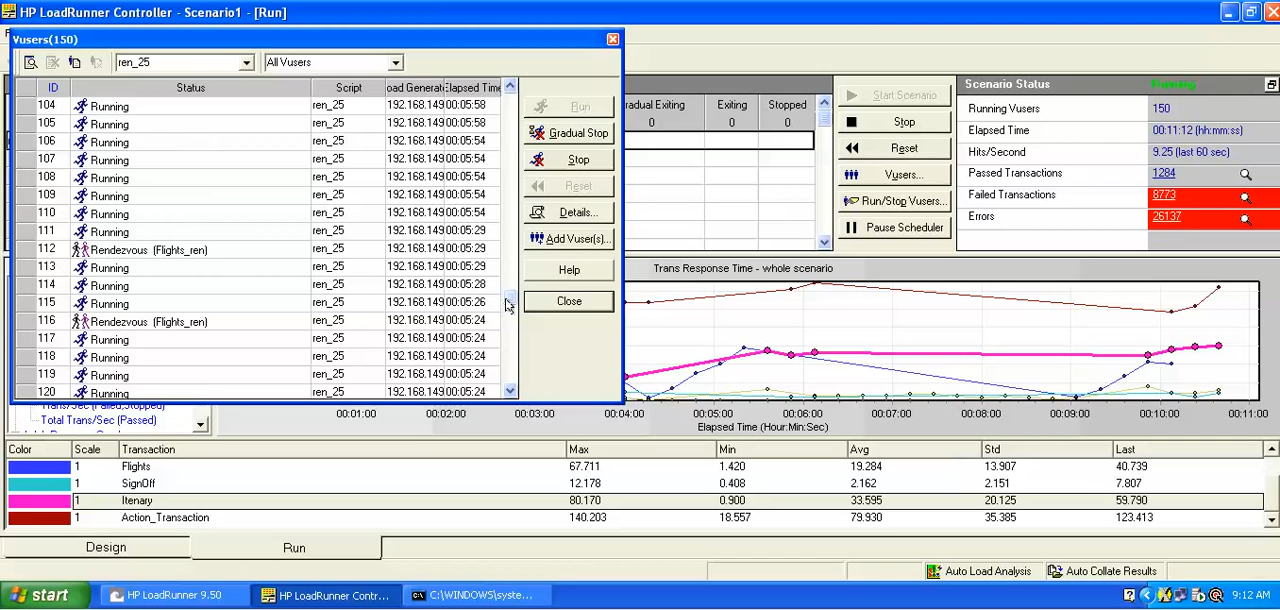 HP LoadRunner Controller - Scenario1 - [Run]
Vusers(150)
ren_25 All Vusers
ID Status Script oad Generat Elapsed Time
104 Running ren_25 192.168.149 00:05:58
105 Running ren_25 192.168.149 00:05:58
106 Running ren_25 192.168.149 00:05:54
107 Running ren_25 192.168.149 00:05:54
108 Running ren_25 192.168.149 00:05:54
109 Running ren_25 192.168.149 00:05:54
110 Running ren_25 192.168.149 00:05:54
111 Running ren_25 192.168.149 00:05:53
112 Rendezvous (Flights_ren) ren_25 192.168.149 00:05:29
113 Running ren_25 192.168.149 00:05:29
114 Running ren_25 192.168.149 00:05:28
115 Running ren_25 192.168.149 00:05:26
116 Rendezvous (Flights_ren) ren_25 192.168.149 00:05:24
117 Running ren_25 192.168.149 00:05:24
118 Running ren_25 192.168.149 00:05:24
119 Running ren_25 192.168.149 00:05:24
120 Running ren_25 192.168.149 00:05:24
Run
Gradual Stop
Stop
Reset
Details...
Add Vuser(s)...
Help
Close
radual Exiting Exiting Stopped
0 0 0
Start Scenario
Stop
Reset
Vusers...
Run/Stop Vusers...
Pause Scheduler
Scenario Status Running
Running Vusers 150
Elapsed Time 00:11:12 (hh:mm:ss)
Hits/Second 9.25 (last 60 sec)
Passed Transactions 1284
Failed Transactions 8773
Errors 26137
Trans Response Time - whole scenario
Trans/Sec (Failed,Stopped)
Total Trans/Sec (Passed)
00:01:00 00:02:00 00:03:00 00:04:00 00:05:00 00:06:00 00:07:00 00:08:00 00:09:00 00:10:00 00:11:00
Elapsed Time (Hour:Min:Sec)
Color Scale Transaction Max Min Avg Std Last
1 Flights 67.711 1.420 19.284 13.907 40.739
1 SignOff 12.178 0.408 2.162 2.151 7.807
1 Itenary 80.170 0.900 33.595 20.125 59.790
1 Action_Transaction 140.203 18.557 79.930 35.385 123.413
Design Run
Auto Load Analysis Auto Collate Results
start HP LoadRunner 9.50 HP LoadRunner Contr... C:\WINDOWS\syste... 9:12 AM